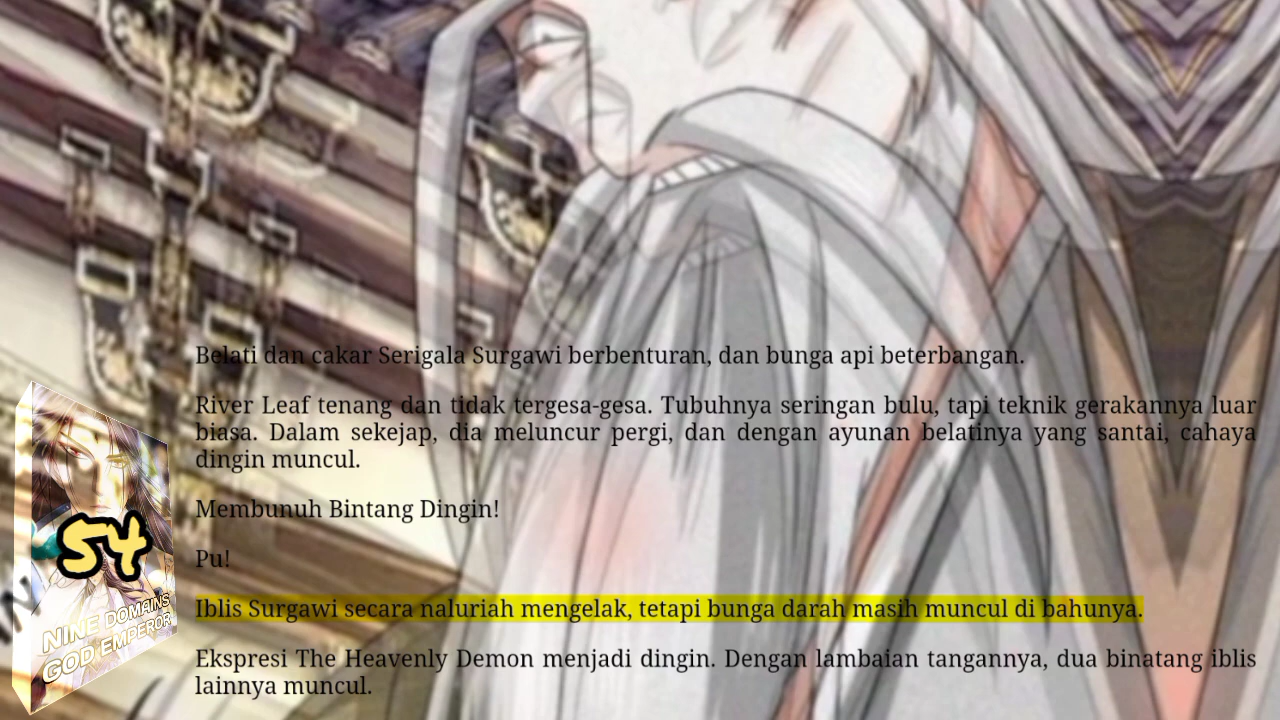 Belati dan cakar Serigala Surgawi berbenturan, dan bunga api beterbangan.
River Leaf tenang dan tidak tergesa-gesa. Tubuhnya seringan bulu, tapi teknik gerakannya luar
biasa. Dalam sekejap, dia meluncur pergi, dan dengan ayunan belatinya yang santai, cahaya
dingin muncul.
Membunuh Bintang Dingin!
Pu!
Iblis Surgawi secara naluriah mengelak, tetapi bunga darah masih muncul di bahunya.
Ekspresi The Heavenly Demon menjadi dingin. Dengan lambaian tangannya, dua binatang iblis
lainnya muncul.
54
NINE DOMAINS
GOD EMPEROR